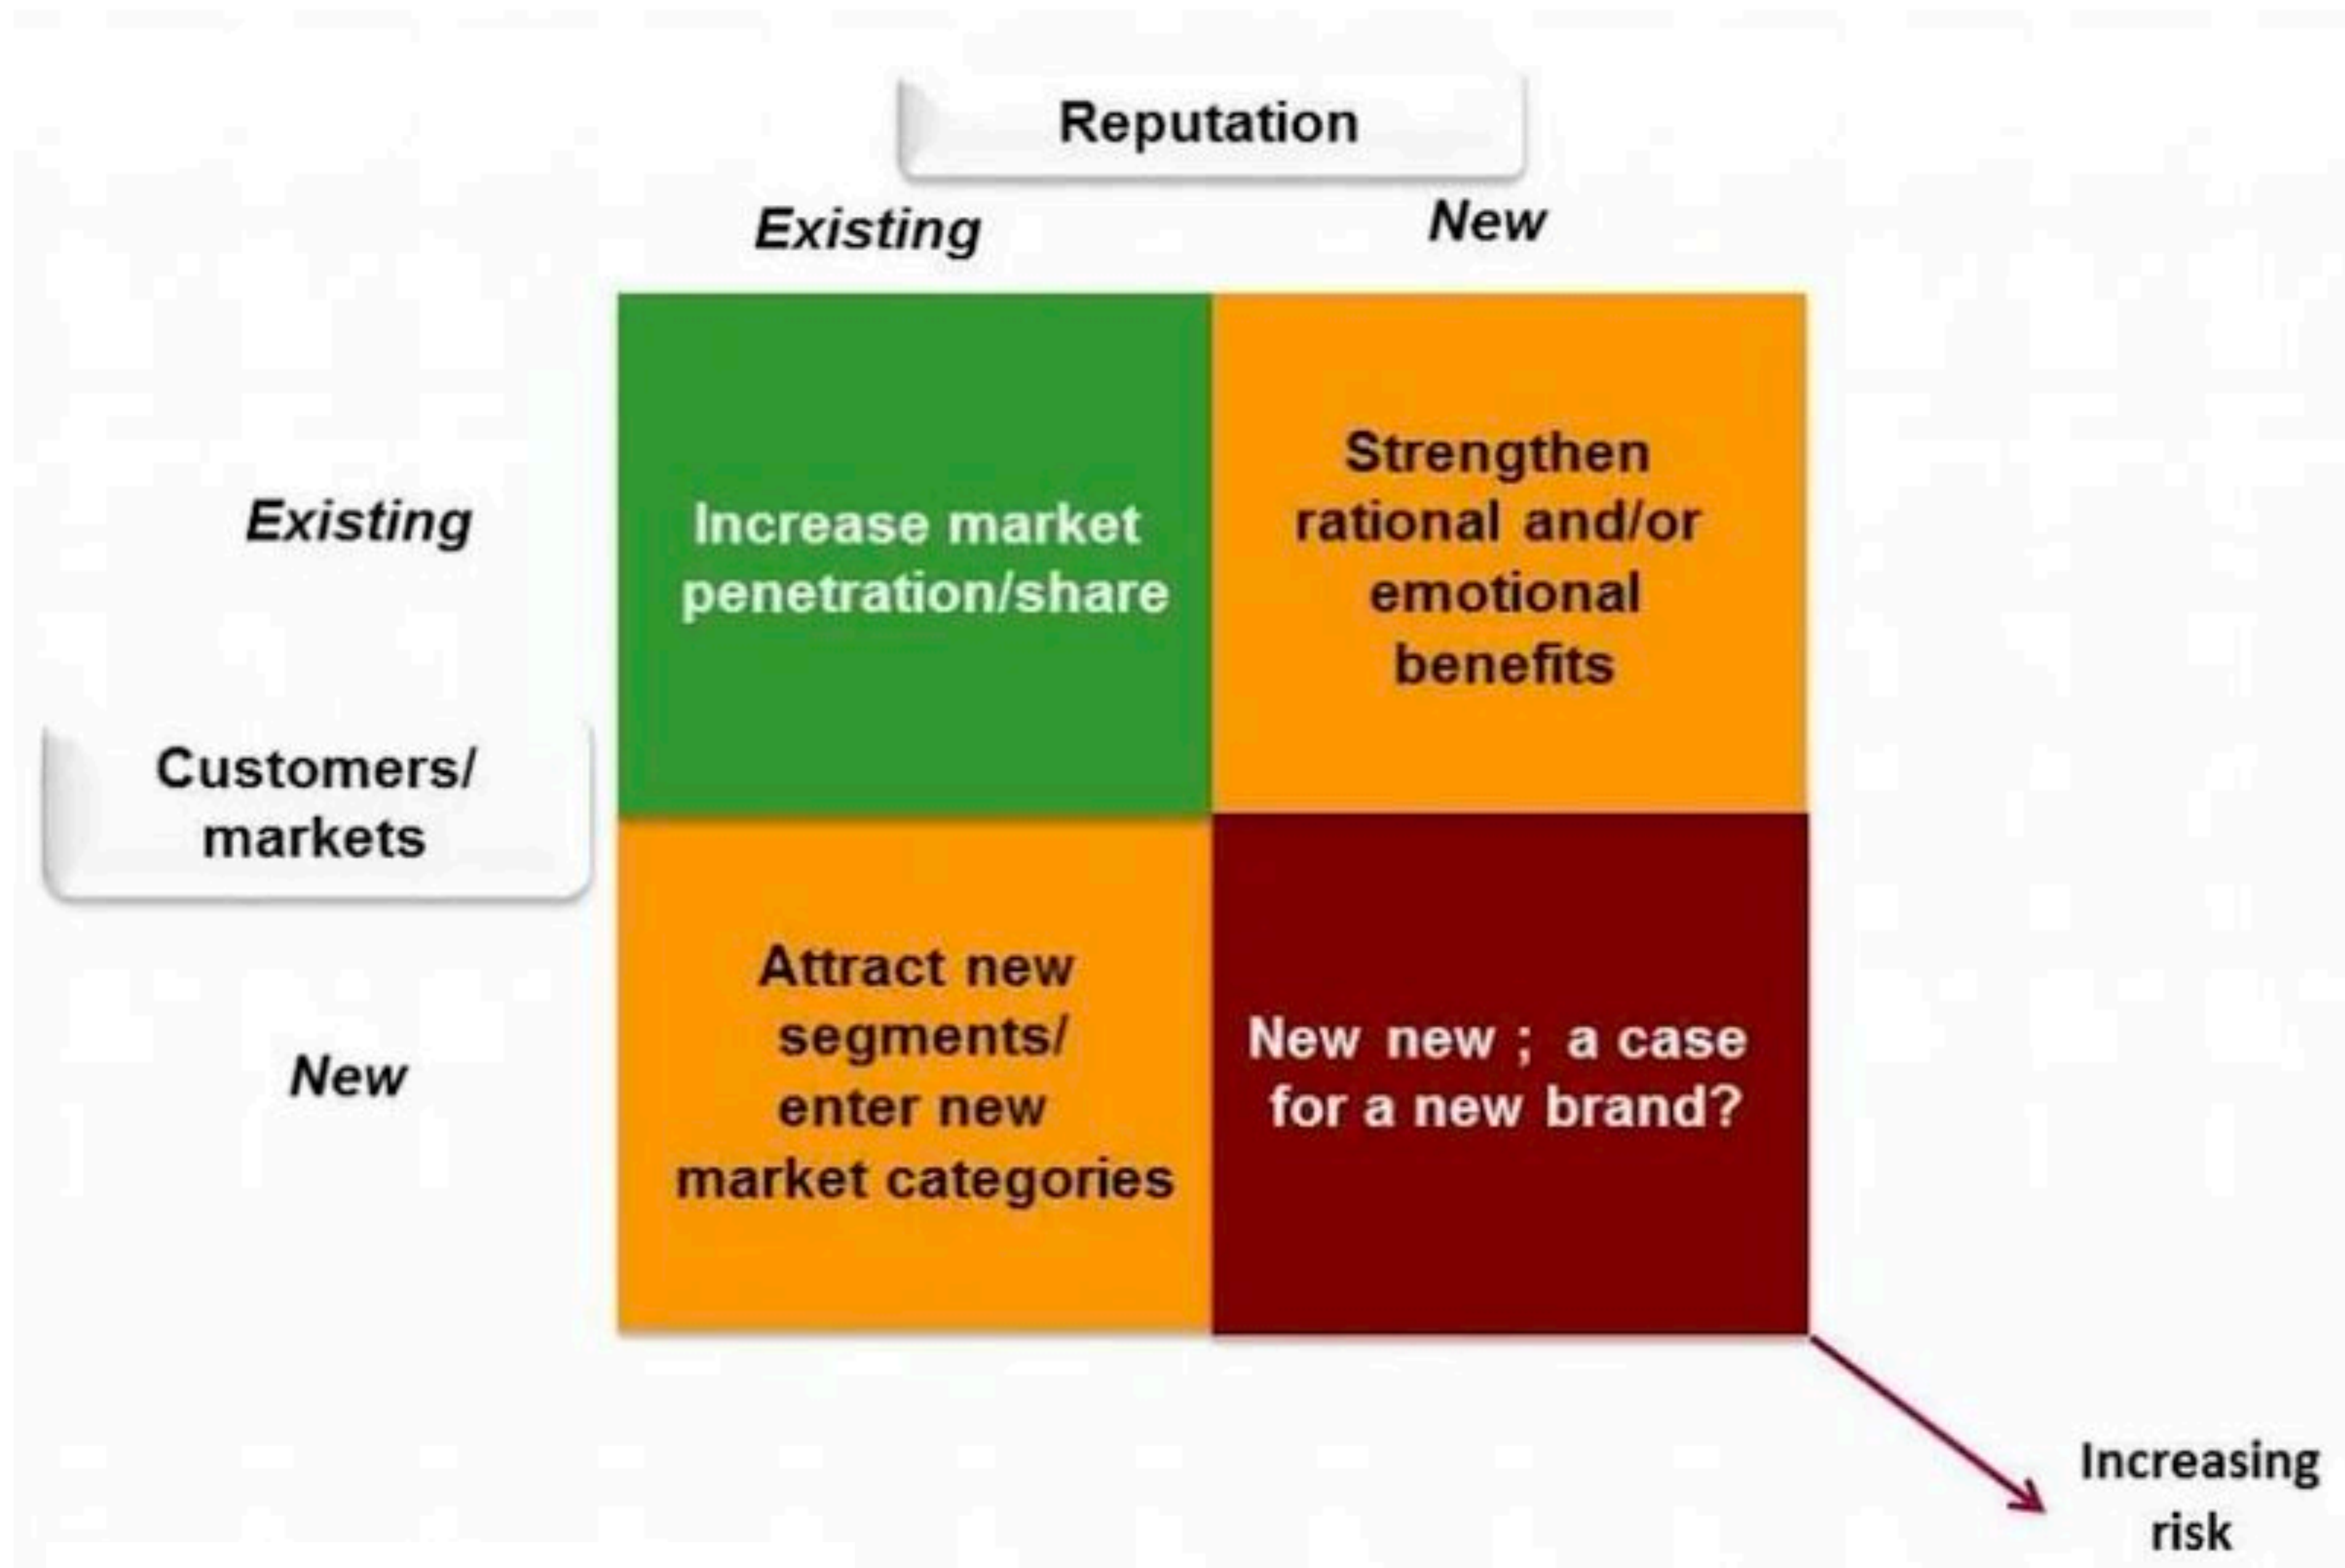 Reputation
Existing
New
Existing
Increase market
penetration/share
Strengthen
rational and/or
emotional
benefits
Customers/
markets
New
Attract new
segments/
enter new
market categories
New new ; a case
for a new brand?
Increasing
risk